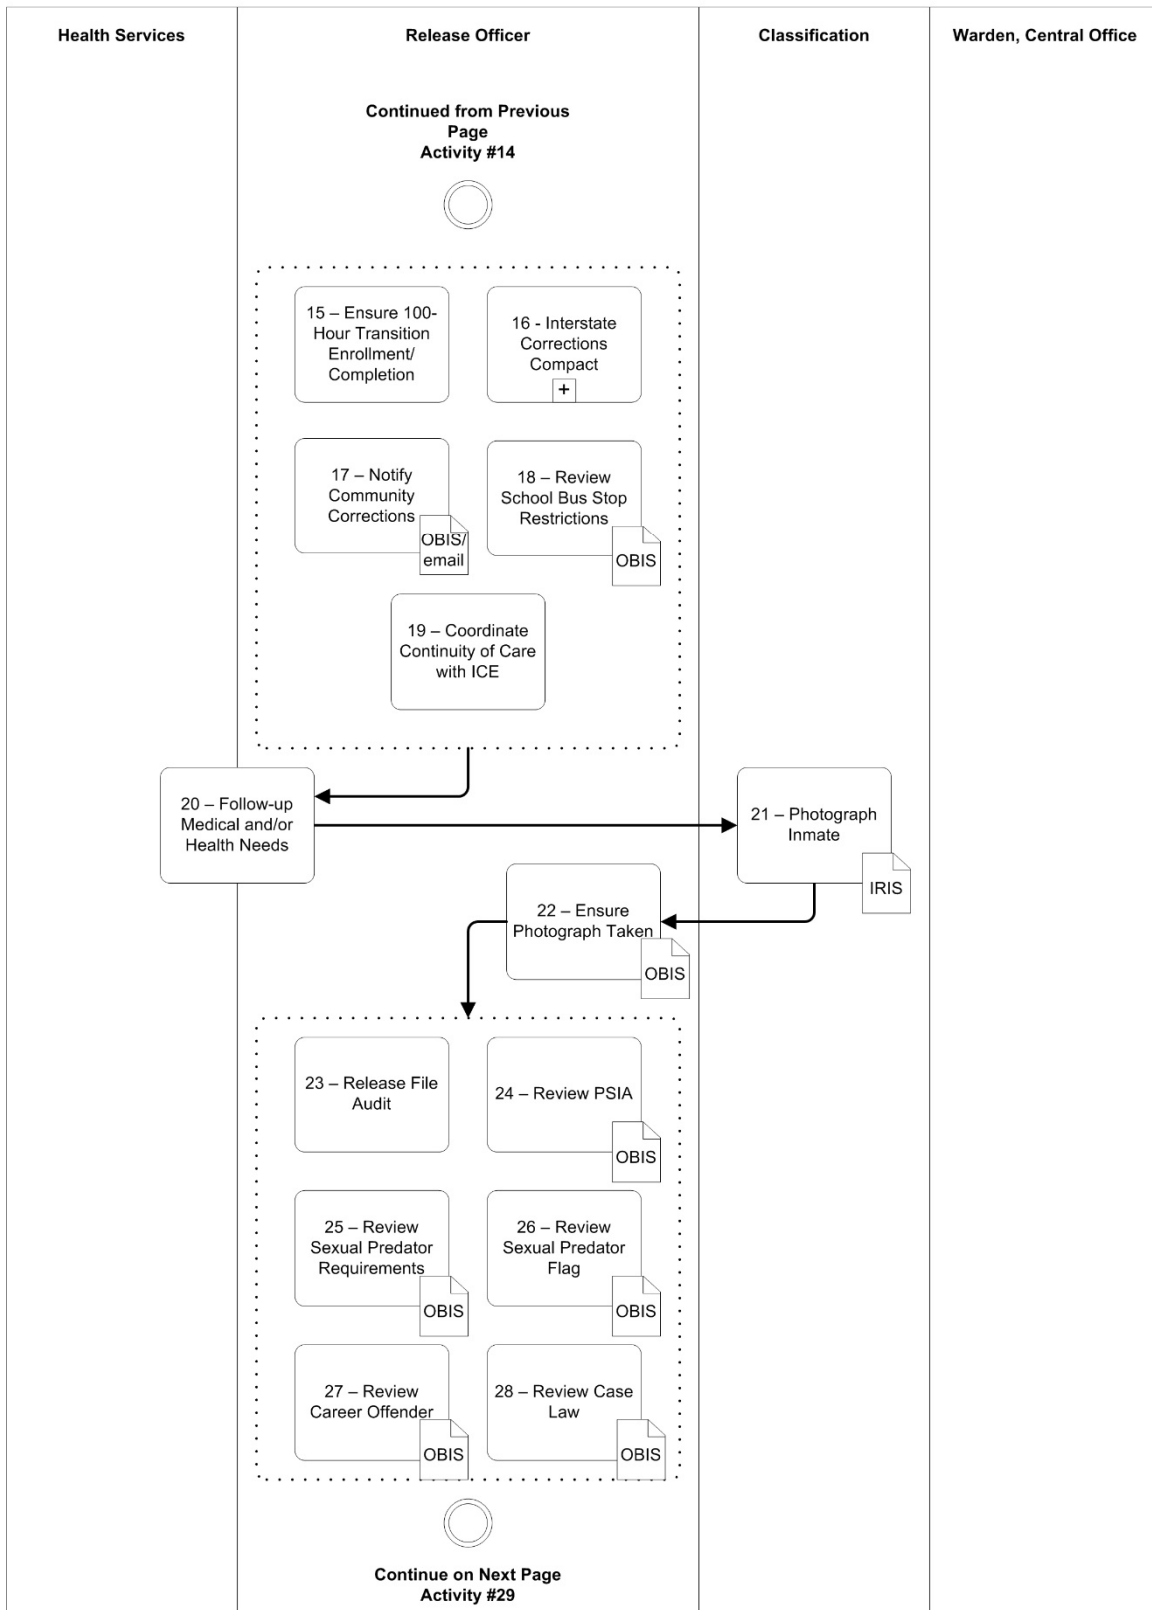 Health Services
Release Officer
Classification
Warden, Central Office
Continued from Previous
Page
Activity #14
15 – Ensure 100-
Hour Transition
Enrollment/
Completion
16 - Interstate
Corrections
Compact
+
17 – Notify
Community
Corrections
OBIS/
email
18 – Review
School Bus Stop
Restrictions
OBIS
19 – Coordinate
Continuity of Care
with ICE
20 – Follow-up
Medical and/or
Health Needs
21 – Photograph
Inmate
IRIS
22 – Ensure
Photograph Taken
OBIS
23 – Release File
Audit
24 – Review PSIA
OBIS
25 – Review
Sexual Predator
Requirements
OBIS
26 – Review
Sexual Predator
Flag
OBIS
27 – Review
Career Offender
OBIS
28 – Review Case
Law
OBIS
Continue on Next Page
Activity #29